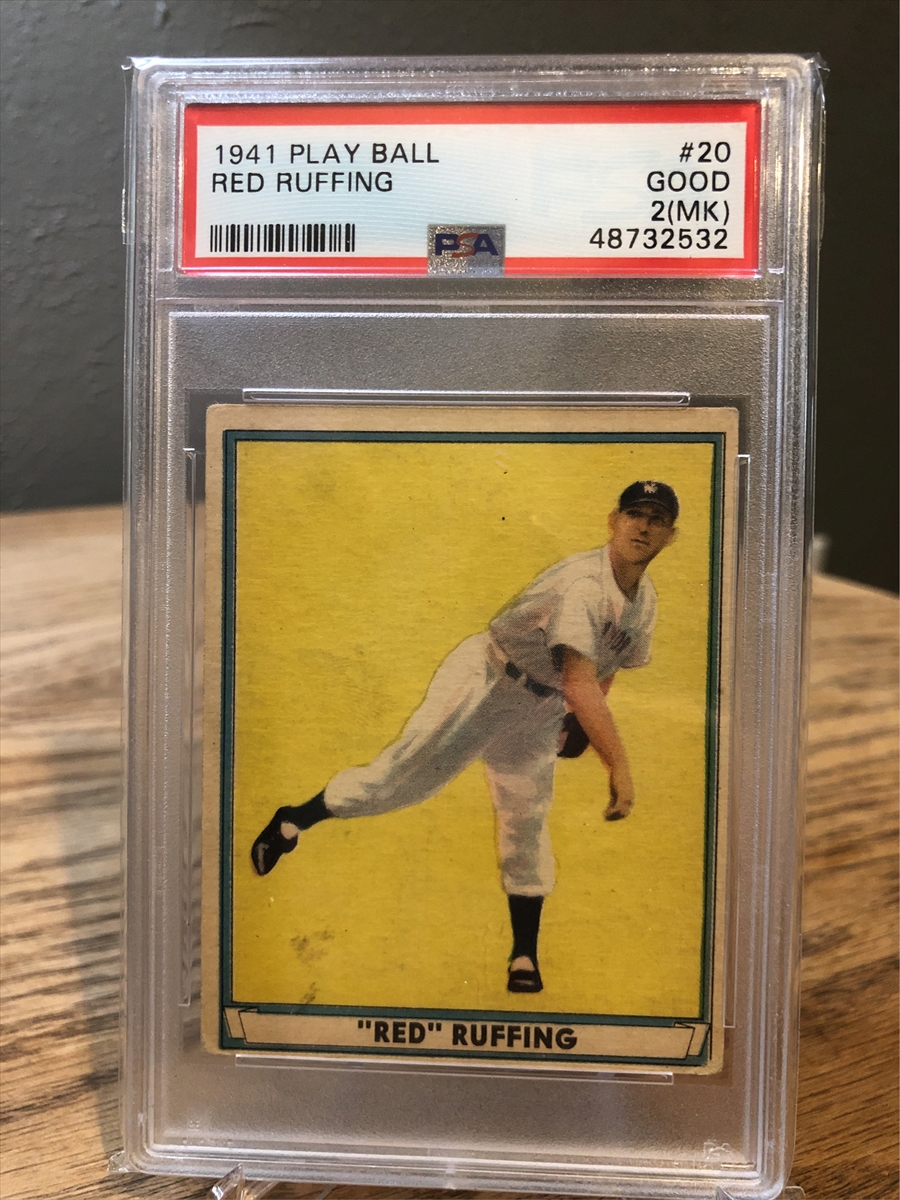 1941 PLAY BALL #20
RED RUFFING GOOD
2(MK)
48732532
PSA
"RED" RUFFING